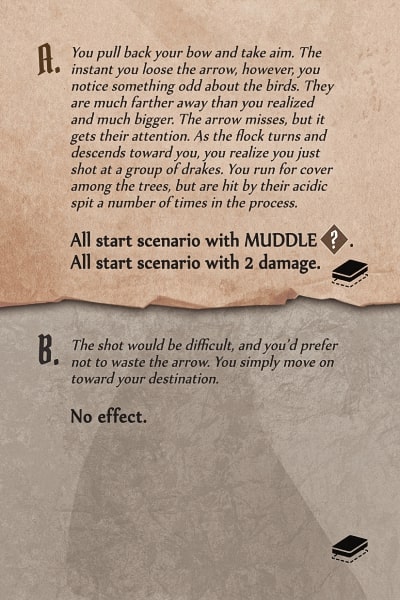 A. You pull back your bow and take aim. The
instant you loose the arrow, however, you
notice something odd about the birds. They
are much farther away than you realized
and much bigger. The arrow misses, but it
gets their attention. As the flock turns and
descends toward you, you realize you just
shot at a group of drakes. You run for cover
among the trees, but are hit by their acidic
spit a number of times in the process.
All start scenario with MUDDLE ?.
All start scenario with 2 damage.
B. The shot would be difficult, and you'd prefer
not to waste the arrow. You simply move on
toward your destination.
No effect.